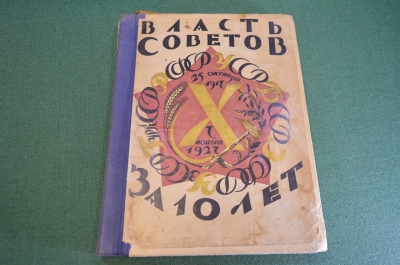 ВЛАСТЬ
СОВЕТОВ
25 ОКТЯБРЯ
1917
X
7
НОЯБРЯ
1927
ЗА 10 ЛЕТ